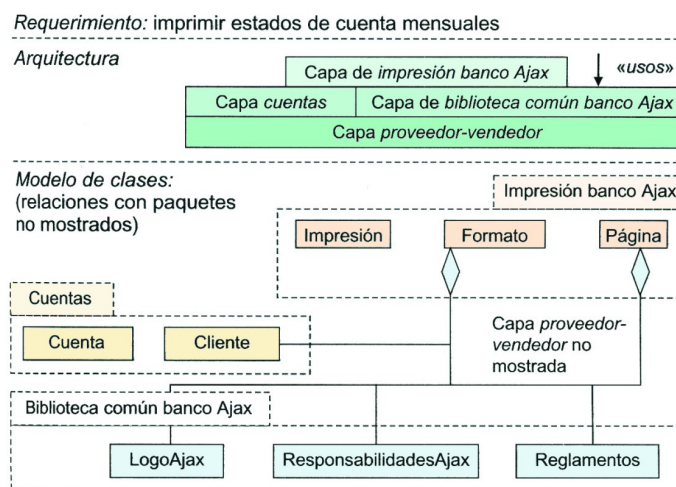 Requerimiento: imprimir estados de cuenta mensuales
Arquitectura
Capa de impresión banco Ajax
«usos»
Capa cuentas
Capa de biblioteca común banco Ajax
Capa proveedor-vendedor
Modelo de clases:
(relaciones con paquetes
no mostrados)
Impresión banco Ajax
Impresión
Formato
Página
Cuentas
Cuenta
Cliente
Capa proveedor-
vendedor no
mostrada
Biblioteca común banco Ajax
LogoAjax
ResponsabilidadesAjax
Reglamentos